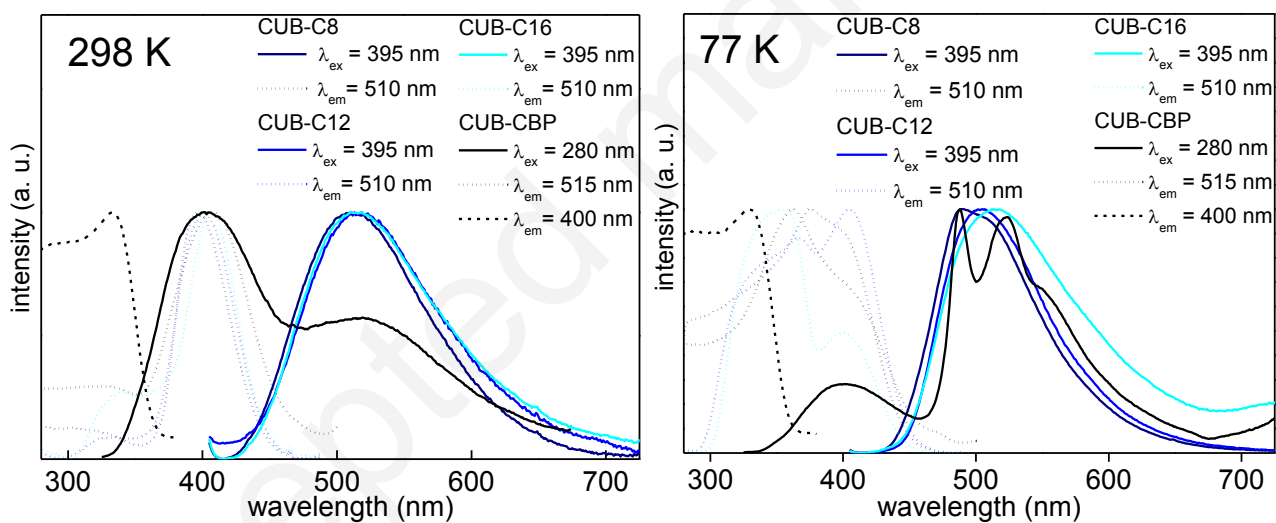 298 K
CUB-C8
λex = 395 nm
λem = 510 nm
CUB-C12
λex = 395 nm
λem = 510 nm
CUB-C16
λex = 395 nm
λem = 510 nm
CUB-CBP
λex = 280 nm
λem = 515 nm
λem = 400 nm
intensity (a. u.)
300 400 500 600 700
wavelength (nm)
77 K
CUB-C8
λex = 395 nm
λem = 510 nm
CUB-C12
λex = 395 nm
λem = 510 nm
CUB-C16
λex = 395 nm
λem = 510 nm
CUB-CBP
λex = 280 nm
λem = 515 nm
λem = 400 nm
intensity (a. u.)
300 400 500 600 700
wavelength (nm)